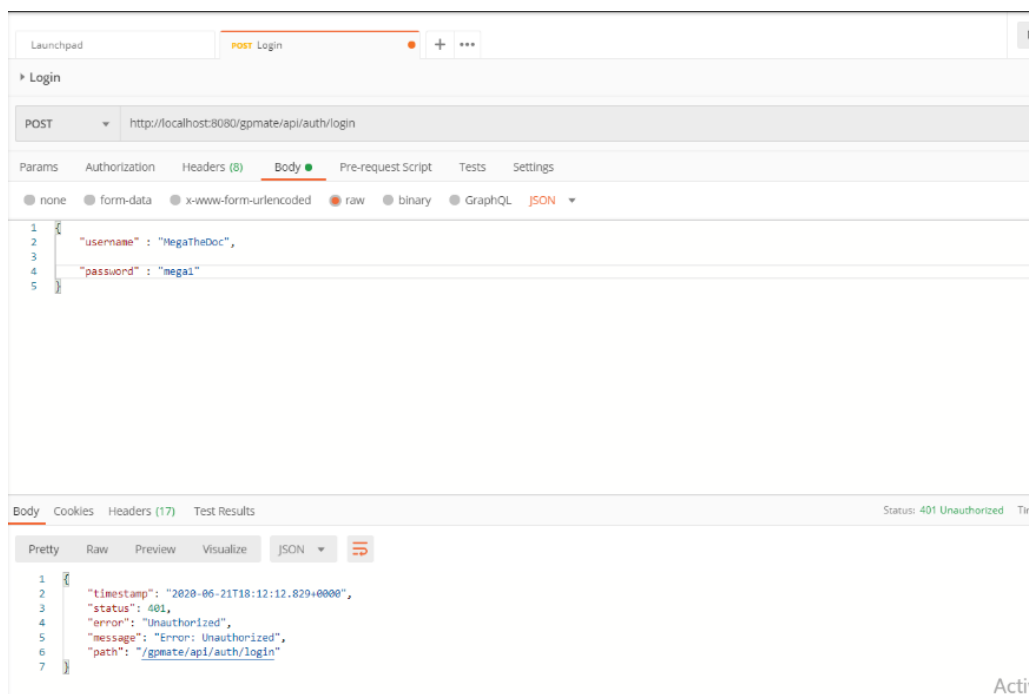 Launchpad
POST Login
Login
POST
http://localhost:8080/gpmate/api/auth/login
Params Authorization Headers (8) Body Pre-request Script Tests Settings
none form-data x-www-form-urlencoded raw binary GraphQL JSON
1 {
2 "username" : "MegaTheDoc",
3
4 "password" : "mega1"
5 }
Body Cookies Headers (17) Test Results Status: 401 Unauthorized
Pretty Raw Preview Visualize JSON
1 {
2 "timestamp": "2020-06-21T18:12:12.829+0000",
3 "status": 401,
4 "error": "Unauthorized",
5 "message": "Error: Unauthorized",
6 "path": "/gpmate/api/auth/login"
7 }